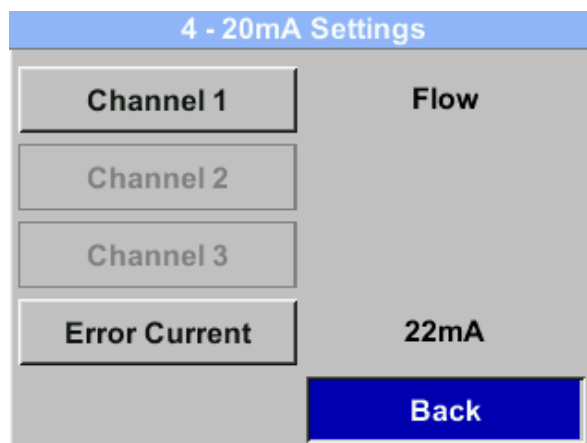 4 - 20mA Settings
Channel 1 Flow
Channel 2
Channel 3
Error Current 22mA
Back